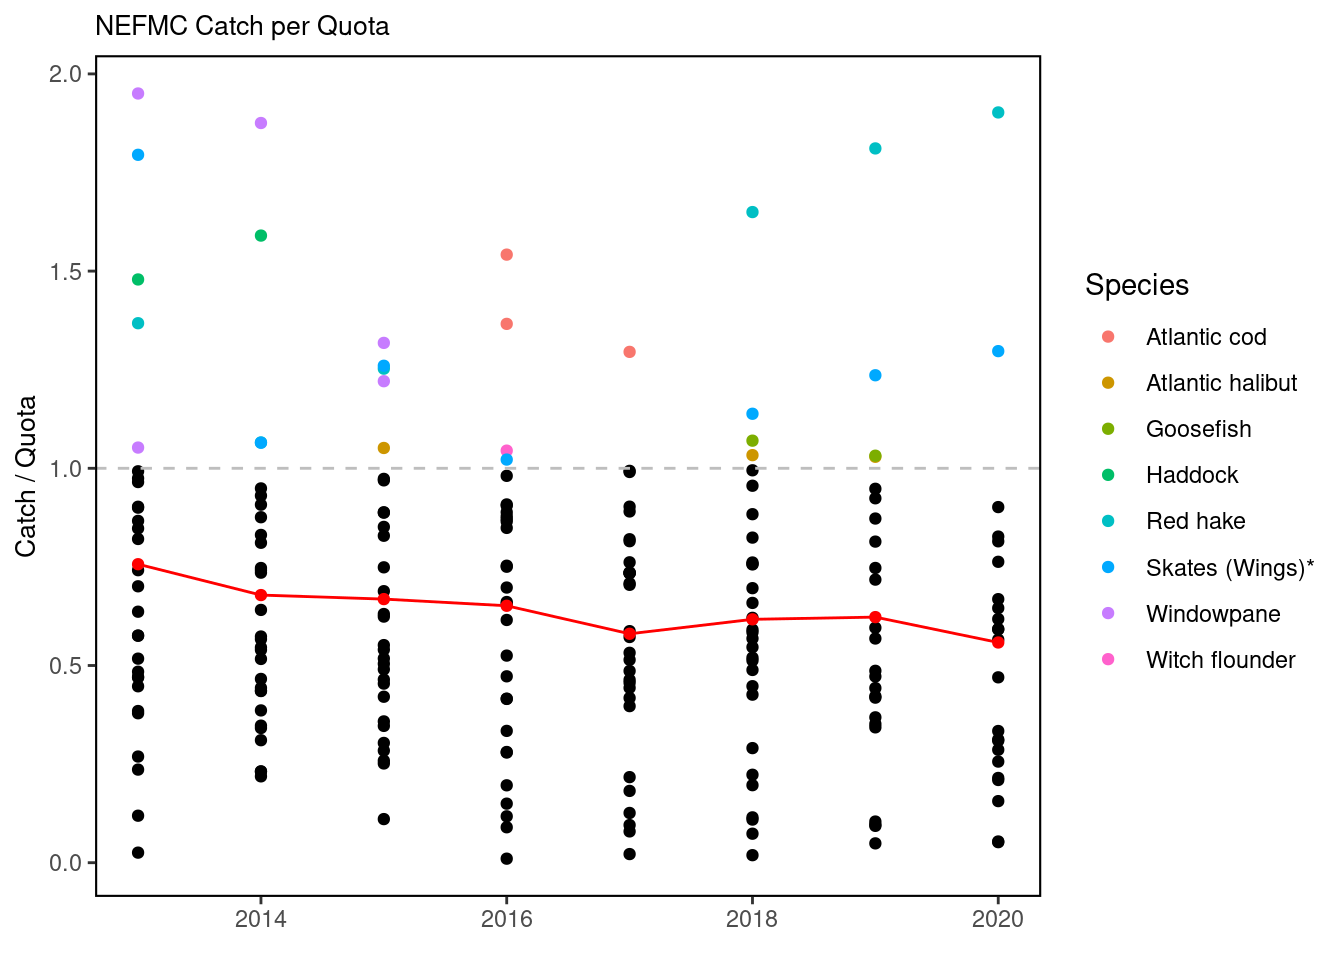 NEFMC Catch per Quota
2.0
1.5
1.0
0.5
0.0
Catch / Quota
2014
2016
2018
2020
Species
Atlantic cod
Atlantic halibut
Goosefish
Haddock
Red hake
Skates (Wings)*
Windowpane
Witch flounder